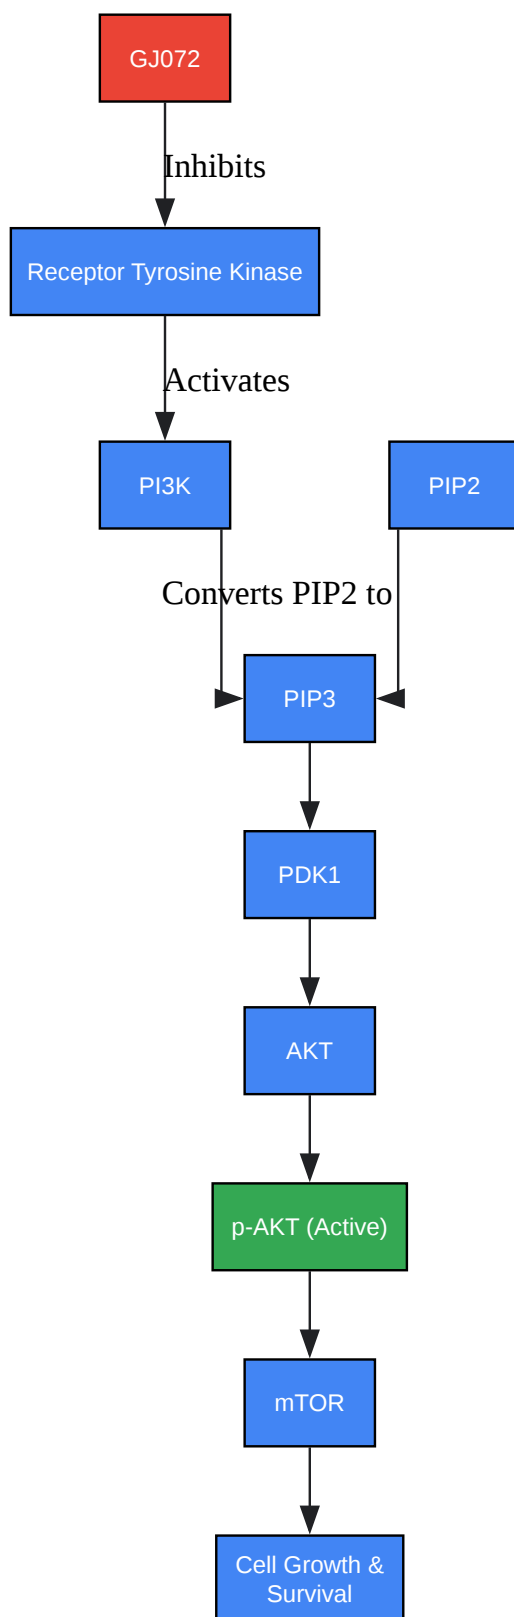 GJ072
Inhibits
Receptor Tyrosine Kinase
Activates
PI3K
PIP2
Converts PIP2 to
PIP3
PDK1
AKT
p-AKT (Active)
mTOR
Cell Growth &
Survival